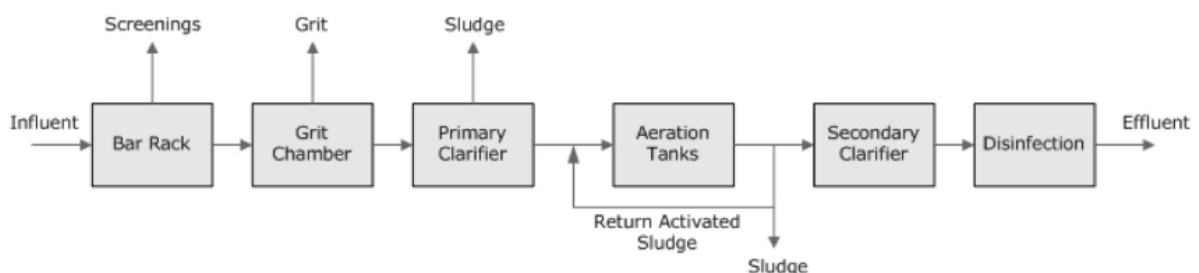 Screenings
Grit
Sludge
Influent
Bar Rack
Grit
Chamber
Primary
Clarifier
Aeration
Tanks
Secondary
Clarifier
Disinfection
Effluent
Return Activated
Sludge
Sludge